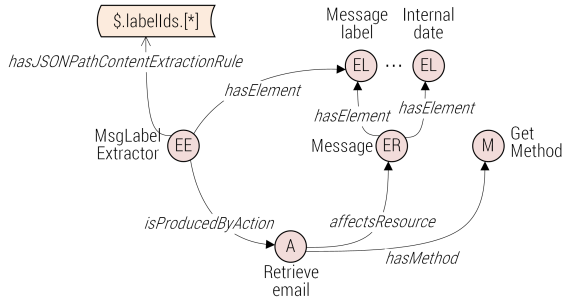 $.labelIds.[*]
Message
label
Internal
date
hasJSONPathContentExtractionRule
EL
...
EL
hasElement
hasElement
hasElement
MsgLabel
Extractor
EE
Message
ER
M
Get
Method
isProducedByAction
affectsResource
A
hasMethod
Retrieve
email